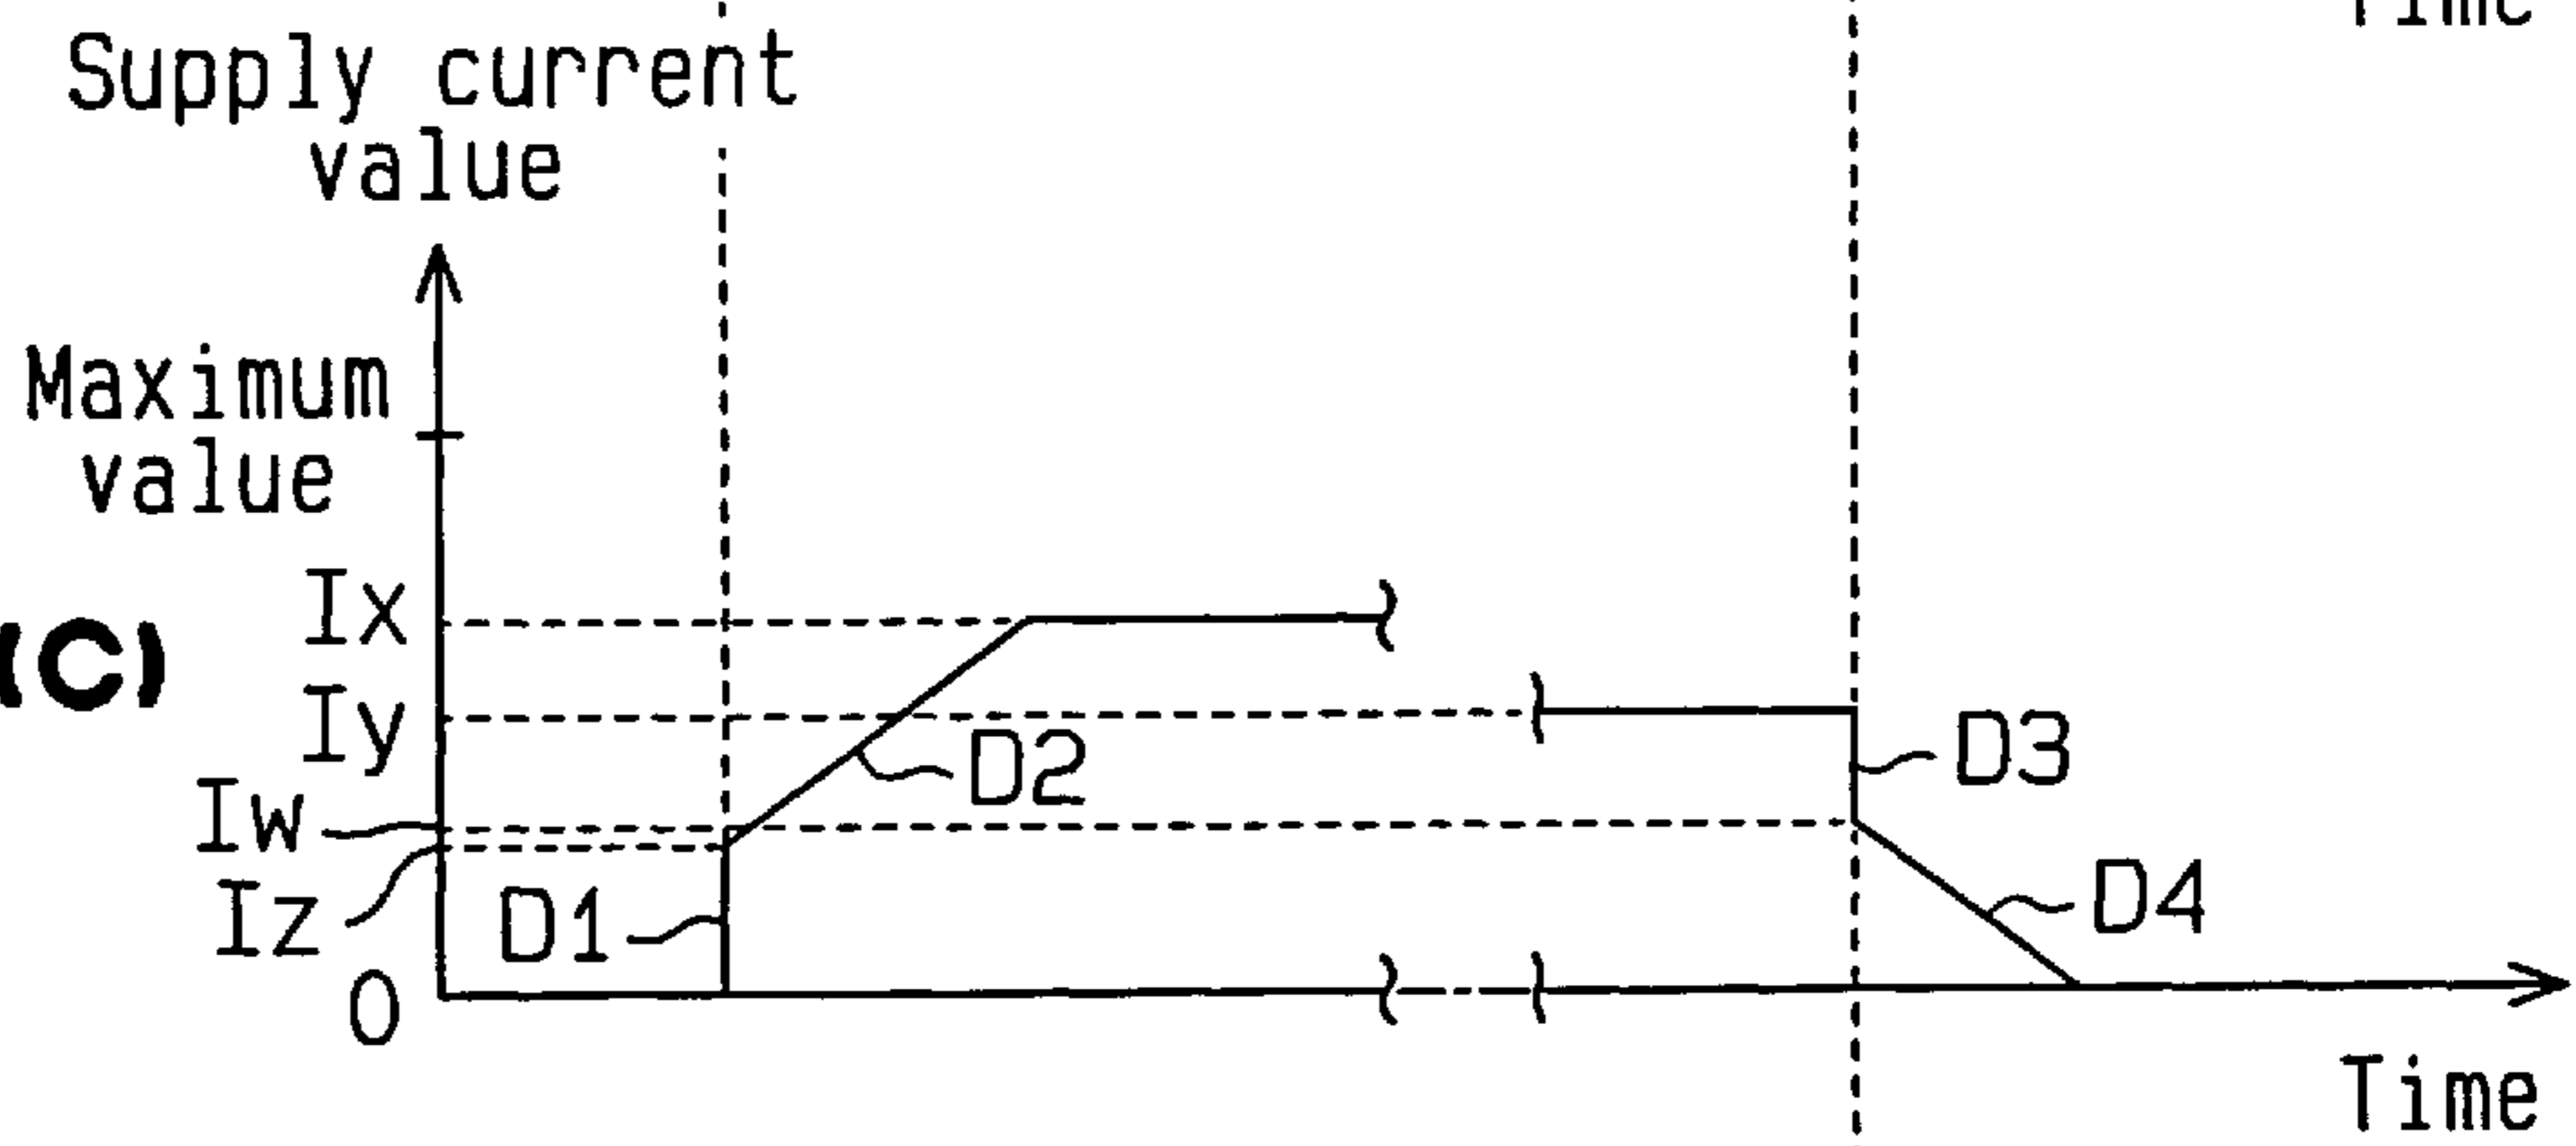 Time
Supply current
value
Maximum
value
(C)
Ix
Iy
Iw
Iz
0
D1
D2
D3
D4
Time